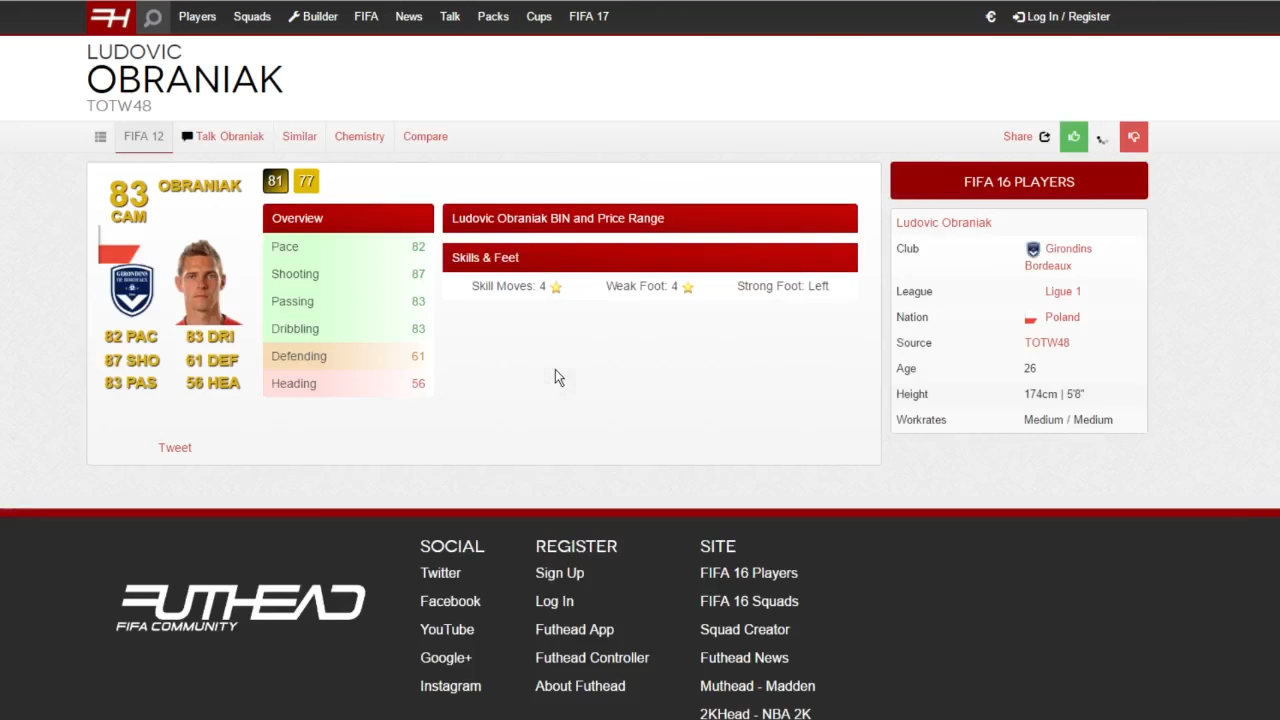 FH Players Squads Builder FIFA News Talk Packs Cups FIFA 17 € Log In / Register
LUDOVIC
OBRANIAK
TOTW48
FIFA 12 Talk Obraniak Similar Chemistry Compare Share
83 OBRANIAK
CAM
GIRONDINS
82 PAC 83 DRI
87 SHO 61 DEF
83 PAS 56 HEA
Tweet
81 77
Overview
Pace 82
Shooting 87
Passing 83
Dribbling 83
Defending 61
Heading 56
Ludovic Obraniak BIN and Price Range
Skills & Feet
Skill Moves: 4 Weak Foot: 4 Strong Foot: Left
FIFA 16 PLAYERS
Ludovic Obraniak
Club Girondins
Bordeaux
League Ligue 1
Nation Poland
Source TOTW48
Age 26
Height 174cm | 5'8"
Workrates Medium / Medium
FUTHEAD
FIFA COMMUNITY
SOCIAL
Twitter
Facebook
YouTube
Google+
Instagram
REGISTER
Sign Up
Log In
Futhead App
Futhead Controller
About Futhead
SITE
FIFA 16 Players
FIFA 16 Squads
Squad Creator
Futhead News
Muthead - Madden
2KHead - NBA 2K